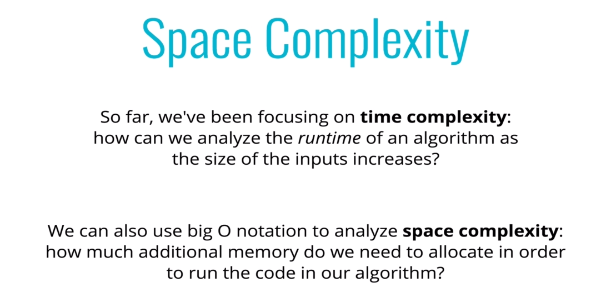 Space Complexity
So far, we've been focusing on time complexity:
how can we analyze the runtime of an algorithm as
the size of the inputs increases?
We can also use big O notation to analyze space complexity:
how much additional memory do we need to allocate in order
to run the code in our algorithm?